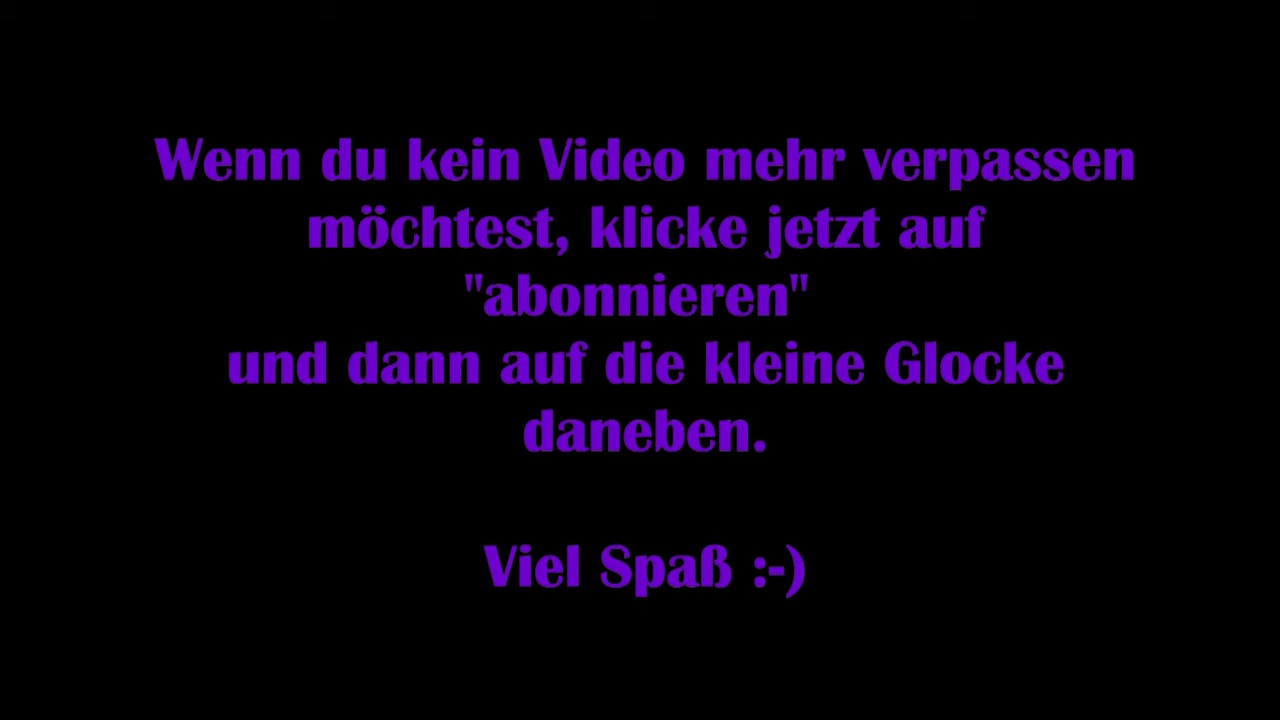 Wenn du kein Video mehr verpassen
möchtest, klicke jetzt auf
"abonnieren"
und dann auf die kleine Glocke
daneben.
Viel Spaß :-)